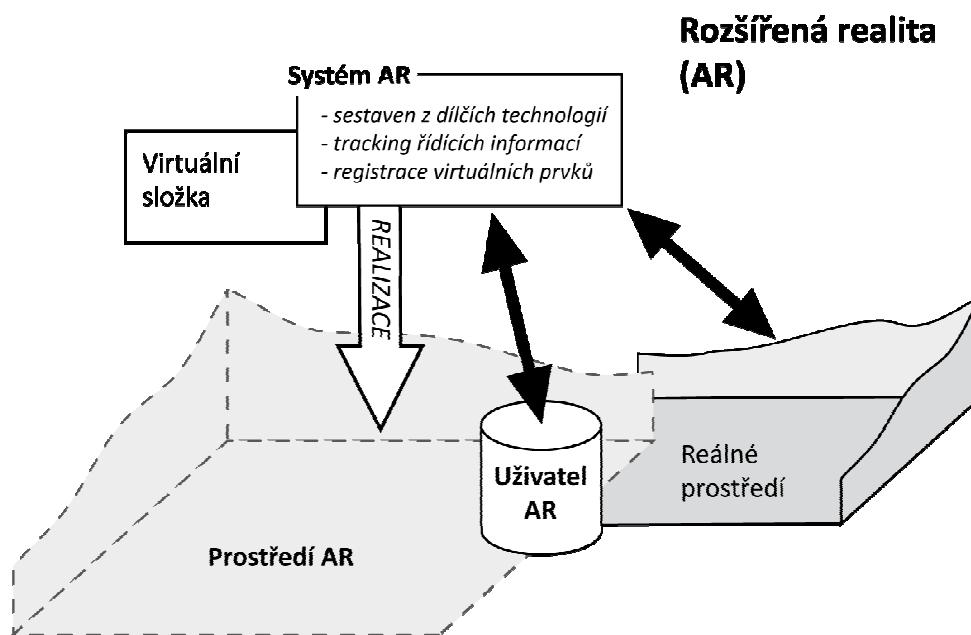 Rozšířená realita
(AR)
Systém AR
- sestaven z dílčích technologií
- tracking řídících informací
- registrace virtuálních prvků
Virtuální
složka
REALIZACE
Uživatel
AR
Reálné
prostředí
Prostředí AR